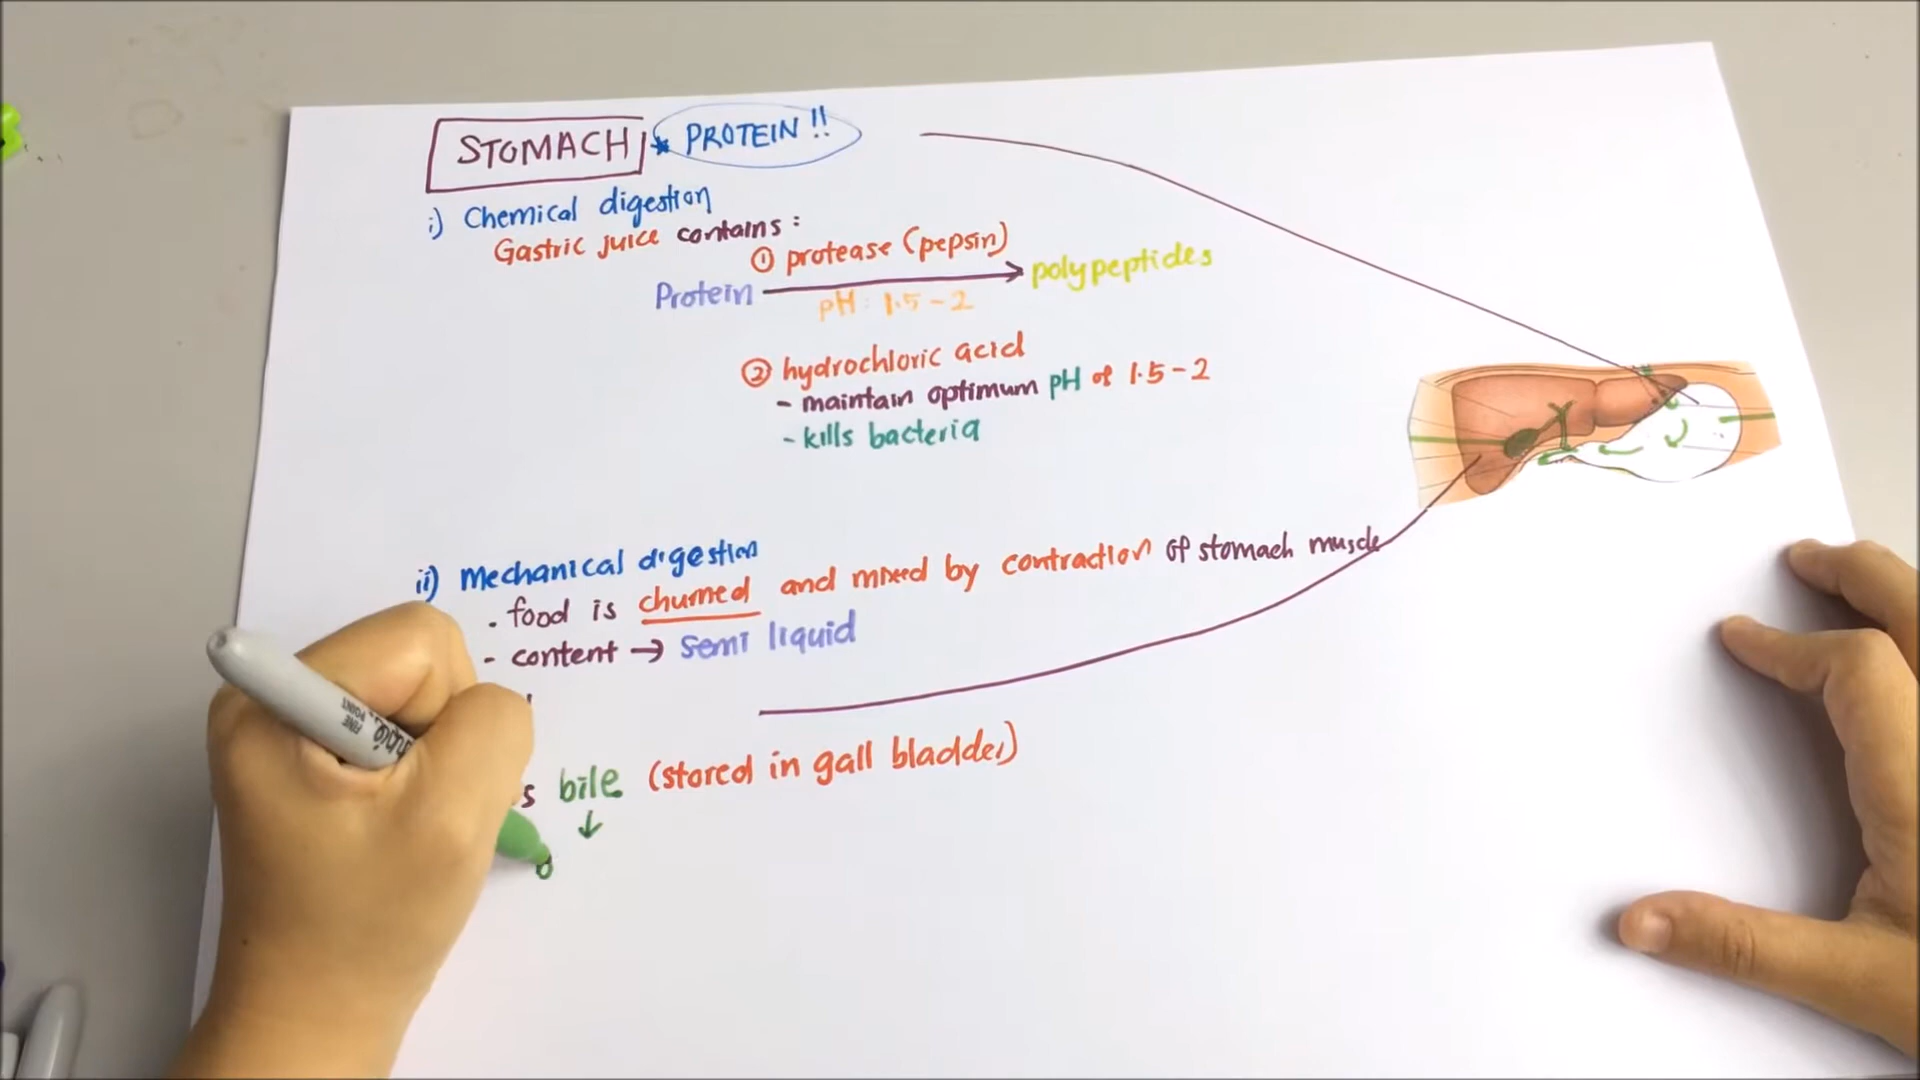 STOMACH * PROTEIN!!
i) Chemical digestion
Gastric juice contains:
① protease (pepsin)
Protein → polypeptides
pH: 1.5-2
② hydrochloric acid
- maintain optimum pH of 1.5-2
- kills bacteria
ii) Mechanical digestion
. food is churned and mixed by contraction of stomach muscle
- content → semi liquid
s bile (stored in gall bladder)
↓
FINE POINT